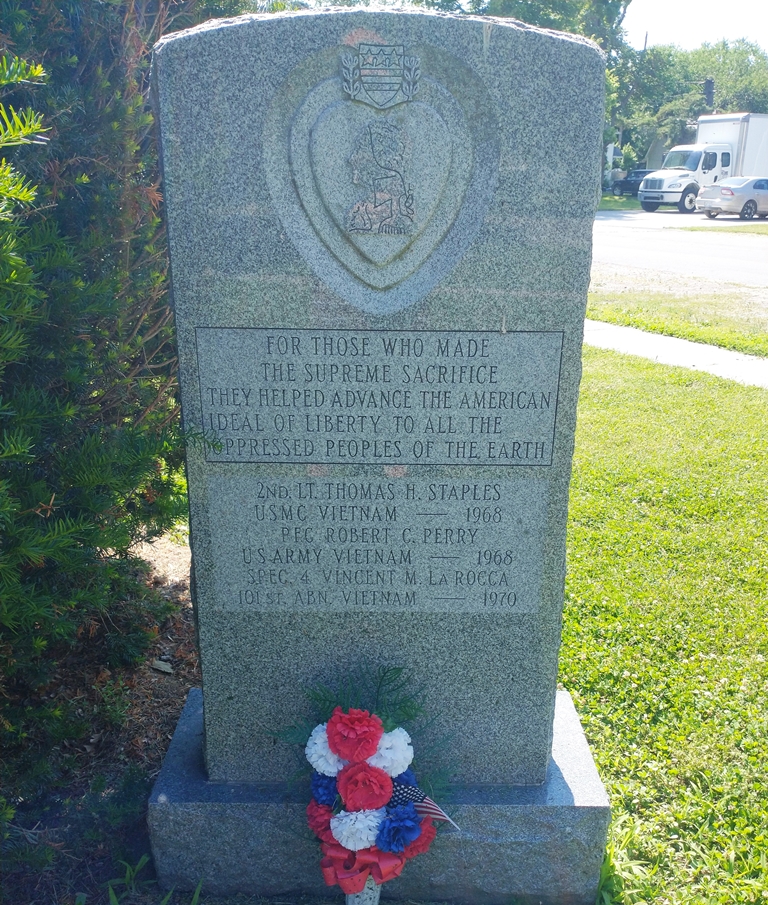 FOR THOSE WHO MADE
THE SUPREME SACRIFICE
THEY HELPED ADVANCE THE AMERICAN
IDEAL OF LIBERTY TO ALL THE
OPPRESSED PEOPLES OF THE EARTH
2ND. LT. THOMAS H. STAPLES
USMC VIETNAM — 1968
PFC ROBERT C. PERRY
U.S. ARMY VIETNAM — 1968
SPEC. 4 VINCENT M. LA ROCCA
101 ST. ABN. VIETNAM — 1970